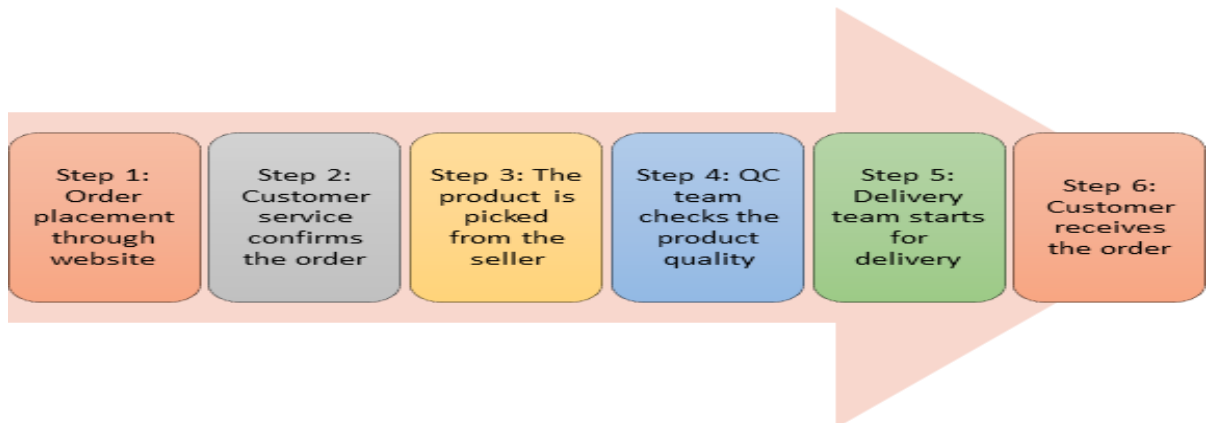 Step 1:
Order
placement
through
website
Step 2:
Customer
service
confirms
the order
Step 3: The
product is
picked
from the
seller
Step 4: QC
team
checks the
product
quality
Step 5:
Delivery
team starts
for
delivery
Step 6:
Customer
receives
the order